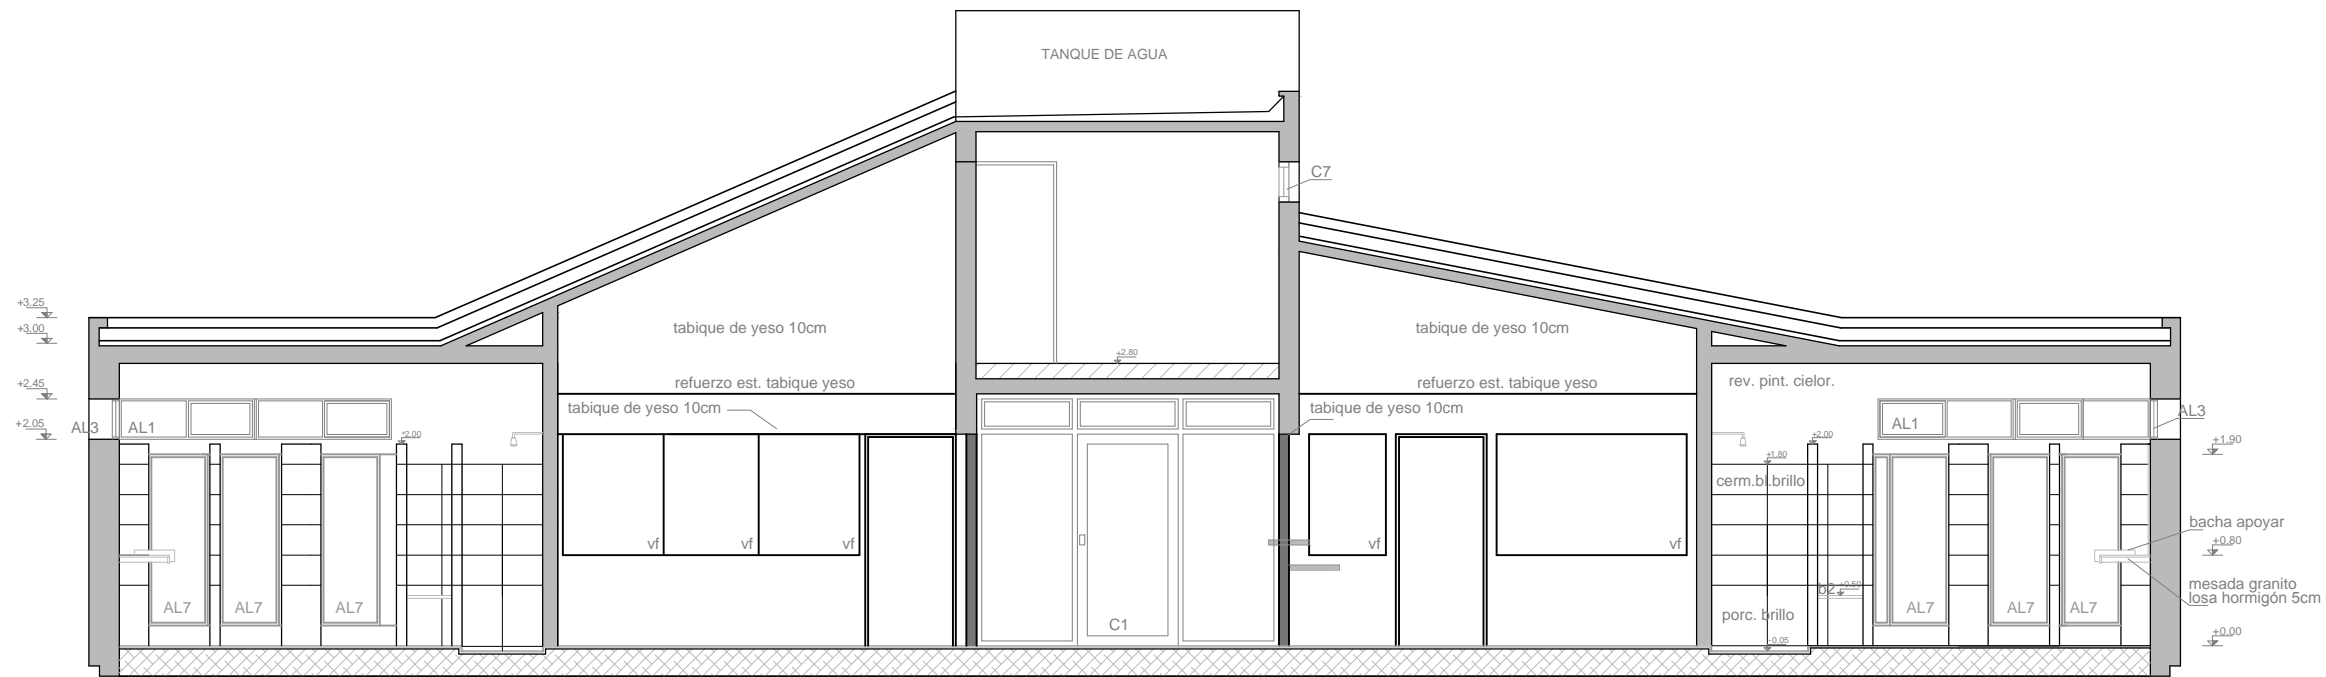 TANQUE DE AGUA
C7
+3.25
+3.00
tabique de yeso 10cm
tabique de yeso 10cm
+2.80
refuerzo est. tabique yeso
refuerzo est. tabique yeso
rev. pint. cielor.
+2.45
tabique de yeso 10cm
tabique de yeso 10cm
+2.05
AL3
AL1
AL1
AL3
+2.00
+2.00
+1.90
+1.80
cerm.bl.brillo
bacha apoyar
vf
vf
vf
vf
vf
+0.80
mesada granito
losa hormigón 5cm
b2
+0.50
AL7
AL7
AL7
AL7
AL7
AL7
porc. brillo
C1
-0.05
+0.00